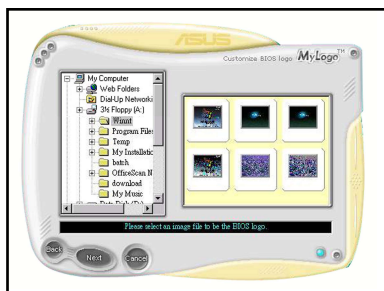 ASUS
Customize BIOS logo MyLogo™
My Computer
Web Folders
Dial-Up Networki
3½ Floppy (A:)
Winnt
Program Files
Temp
My Installatic
batch
OfficeScan N
download
My Music
Please select an image file to be the BIOS logo.
Back
Next
Cancel